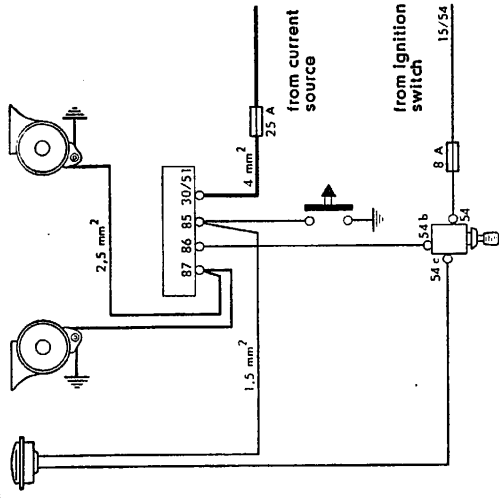 from current
source
25 A
4 mm²
from ignition
switch
15/54
8 A
30/51
85
86
87
2,5 mm²
1,5 mm²
54 b
54
54 c